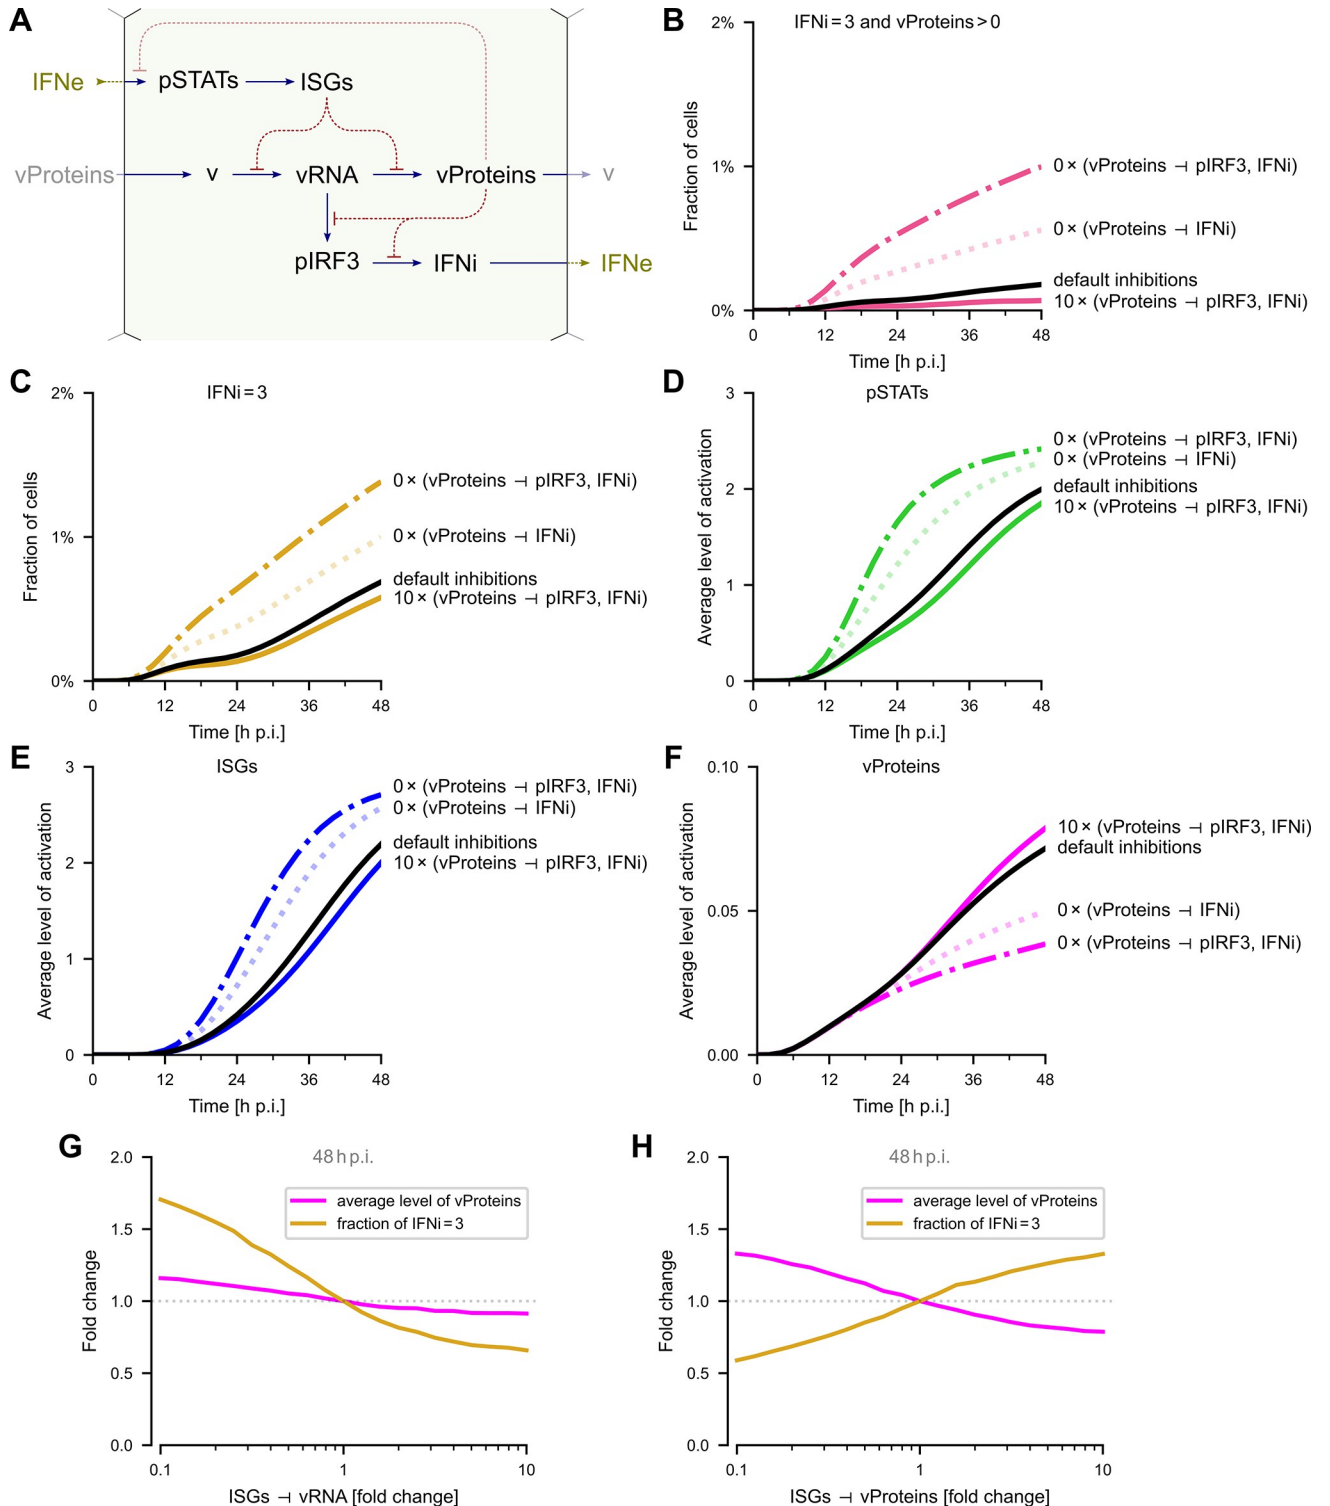 A
IFNe
pSTATs
ISGs
vProteins
v
vRNA
vProteins
v
pIRF3
IFNi
IFNe
B
IFNi = 3 and vProteins > 0
2%
1%
0%
Fraction of cells
0 × (vProteins ⊣ pIRF3, IFNi)
0 × (vProteins ⊣ IFNi)
default inhibitions
10 × (vProteins ⊣ pIRF3, IFNi)
0 12 24 36 48
Time [h p.i.]
C
IFNi = 3
2%
1%
0%
Fraction of cells
0 × (vProteins ⊣ pIRF3, IFNi)
0 × (vProteins ⊣ IFNi)
default inhibitions
10 × (vProteins ⊣ pIRF3, IFNi)
0 12 24 36 48
Time [h p.i.]
D
pSTATs
3
2
1
0
Average level of activation
0 × (vProteins ⊣ pIRF3, IFNi)
0 × (vProteins ⊣ IFNi)
default inhibitions
10 × (vProteins ⊣ pIRF3, IFNi)
0 12 24 36 48
Time [h p.i.]
E
ISGs
3
2
1
0
Average level of activation
0 × (vProteins ⊣ pIRF3, IFNi)
0 × (vProteins ⊣ IFNi)
default inhibitions
10 × (vProteins ⊣ pIRF3, IFNi)
0 12 24 36 48
Time [h p.i.]
F
vProteins
0.10
0.05
0.00
Average level of activation
10 × (vProteins ⊣ pIRF3, IFNi)
default inhibitions
0 × (vProteins ⊣ IFNi)
0 × (vProteins ⊣ pIRF3, IFNi)
0 12 24 36 48
Time [h p.i.]
G
48 h p.i.
2.0
1.5
1.0
0.5
0.0
Fold change
average level of vProteins
fraction of IFNi = 3
0.1 1 10
ISGs ⊣ vRNA [fold change]
H
48 h p.i.
2.0
1.5
1.0
0.5
0.0
Fold change
average level of vProteins
fraction of IFNi = 3
0.1 1 10
ISGs ⊣ vProteins [fold change]